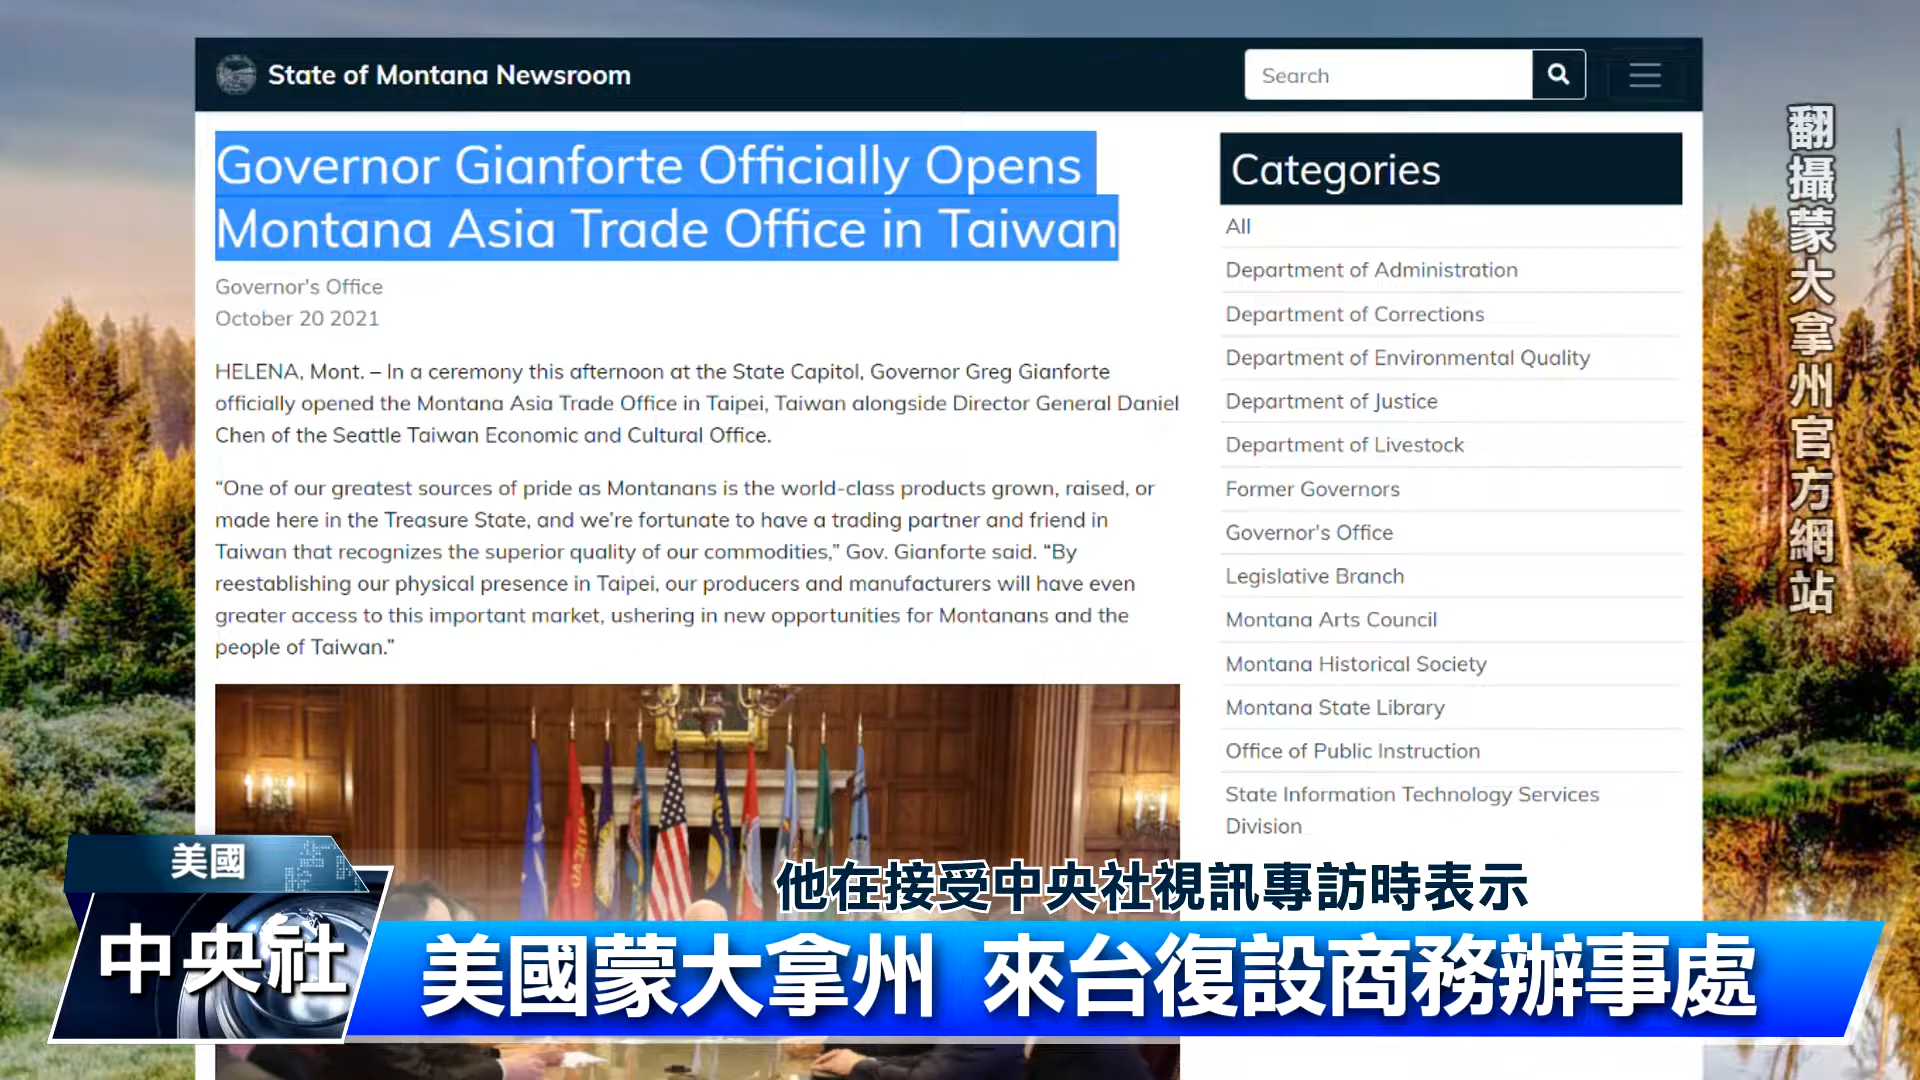 State of Montana Newsroom
Search
Governor Gianforte Officially Opens
Montana Asia Trade Office in Taiwan
Governor's Office
October 20 2021
HELENA, Mont. – In a ceremony this afternoon at the State Capitol, Governor Greg Gianforte
officially opened the Montana Asia Trade Office in Taipei, Taiwan alongside Director General Daniel
Chen of the Seattle Taiwan Economic and Cultural Office.
“One of our greatest sources of pride as Montanans is the world-class products grown, raised, or
made here in the Treasure State, and we’re fortunate to have a trading partner and friend in
Taiwan that recognizes the superior quality of our commodities,” Gov. Gianforte said. “By
reestablishing our physical presence in Taipei, our producers and manufacturers will have even
greater access to this important market, ushering in new opportunities for Montanans and the
people of Taiwan.”
Categories
All
Department of Administration
Department of Corrections
Department of Environmental Quality
Department of Justice
Department of Livestock
Former Governors
Governor's Office
Legislative Branch
Montana Arts Council
Montana Historical Society
Montana State Library
Office of Public Instruction
State Information Technology Services
Division
翻攝蒙大拿州官方網站
他在接受中央社視訊專訪時表示
美國
中央社
美國蒙大拿州 來台復設商務辦事處